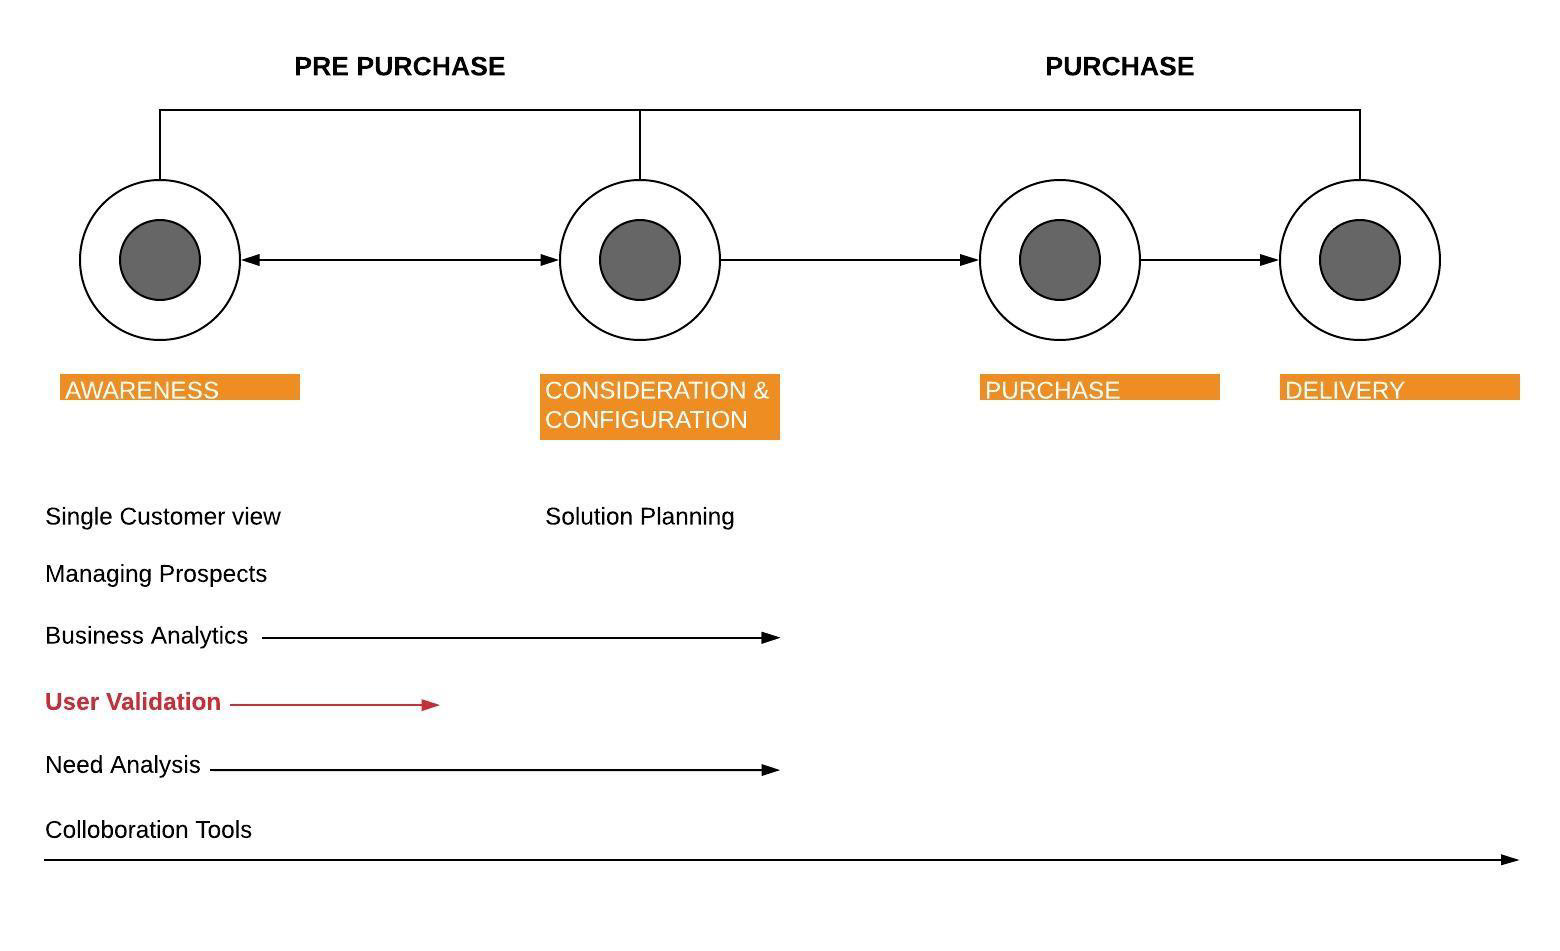 PRE PURCHASE
PURCHASE
AWARENESS
CONSIDERATION &
CONFIGURATION
PURCHASE
DELIVERY
Single Customer view
Solution Planning
Managing Prospects
Business Analytics
User Validation
Need Analysis
Colloboration Tools